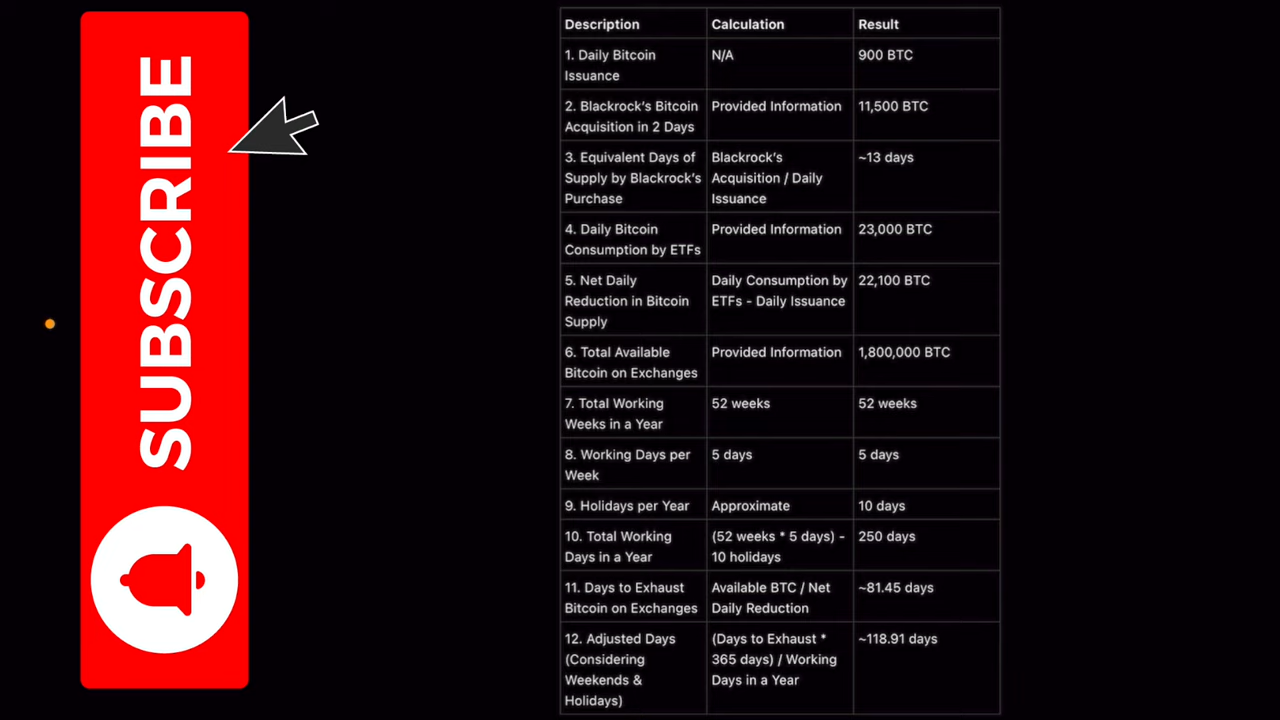 SUBSCRIBE
Description Calculation Result
1. Daily Bitcoin N/A 900 BTC
Issuance
2. Blackrock's Bitcoin Provided Information 11,500 BTC
Acquisition in 2 Days
3. Equivalent Days of Blackrock's ~13 days
Supply by Blackrock's Acquisition / Daily
Purchase Issuance
4. Daily Bitcoin Provided Information 23,000 BTC
Consumption by ETFs
5. Net Daily Daily Consumption by 22,100 BTC
Reduction in Bitcoin ETFs - Daily Issuance
Supply
6. Total Available Provided Information 1,800,000 BTC
Bitcoin on Exchanges
7. Total Working 52 weeks 52 weeks
Weeks in a Year
8. Working Days per 5 days 5 days
Week
9. Holidays per Year Approximate 10 days
10. Total Working (52 weeks * 5 days) - 250 days
Days in a Year 10 holidays
11. Days to Exhaust Available BTC / Net ~81.45 days
Bitcoin on Exchanges Daily Reduction
12. Adjusted Days (Days to Exhaust * ~118.91 days
(Considering 365 days) / Working
Weekends & Days in a Year
Holidays)